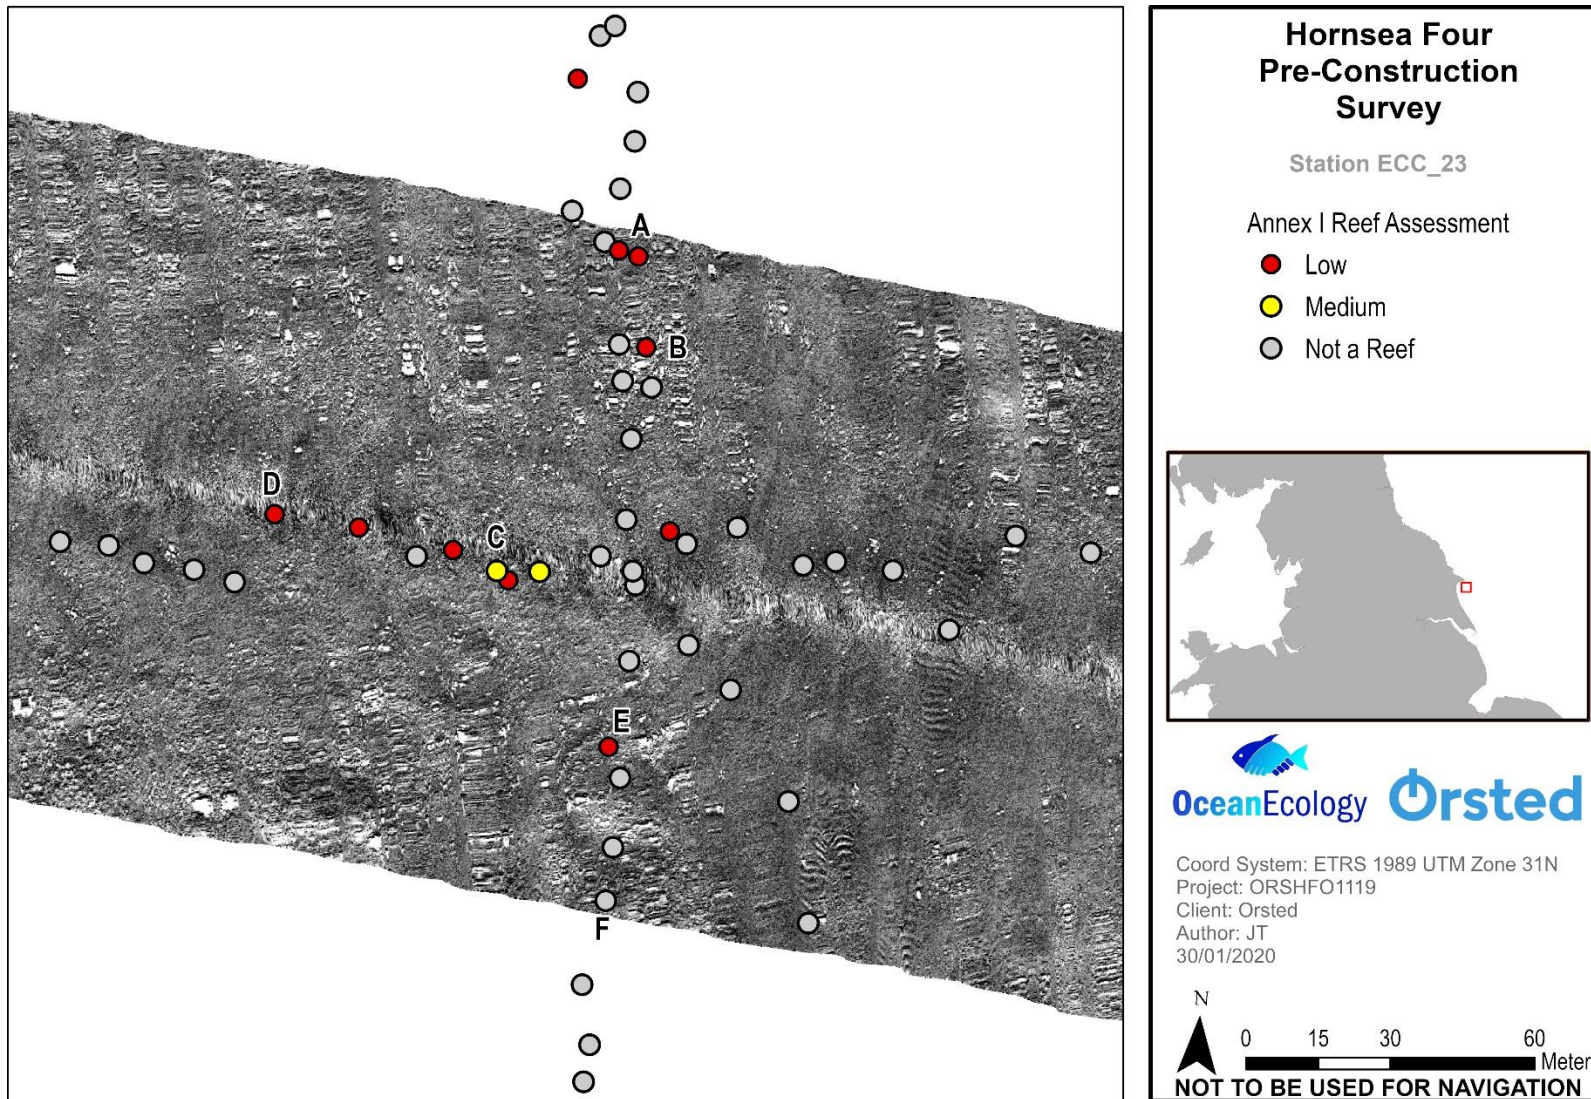 Hornsea Four
Pre-Construction
Survey
Station ECC_23
Annex I Reef Assessment
Low
Medium
Not a Reef
A
B
C
D
E
F
OceanEcology
Orsted
Coord System: ETRS 1989 UTM Zone 31N
Project: ORSHFO1119
Client: Orsted
Author: JT
30/01/2020
N
0 15 30 60
Meter
NOT TO BE USED FOR NAVIGATION